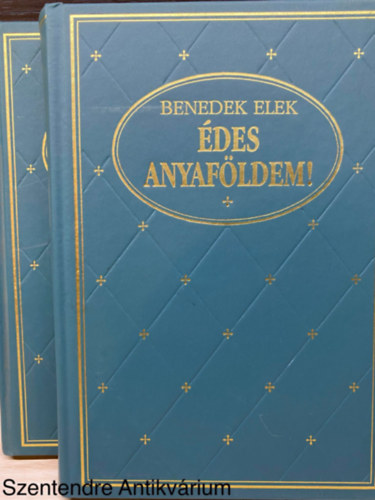 BENEDEK ELEK
ÉDES
ANYAFÖLDEM!
Szentendre Antikvárium